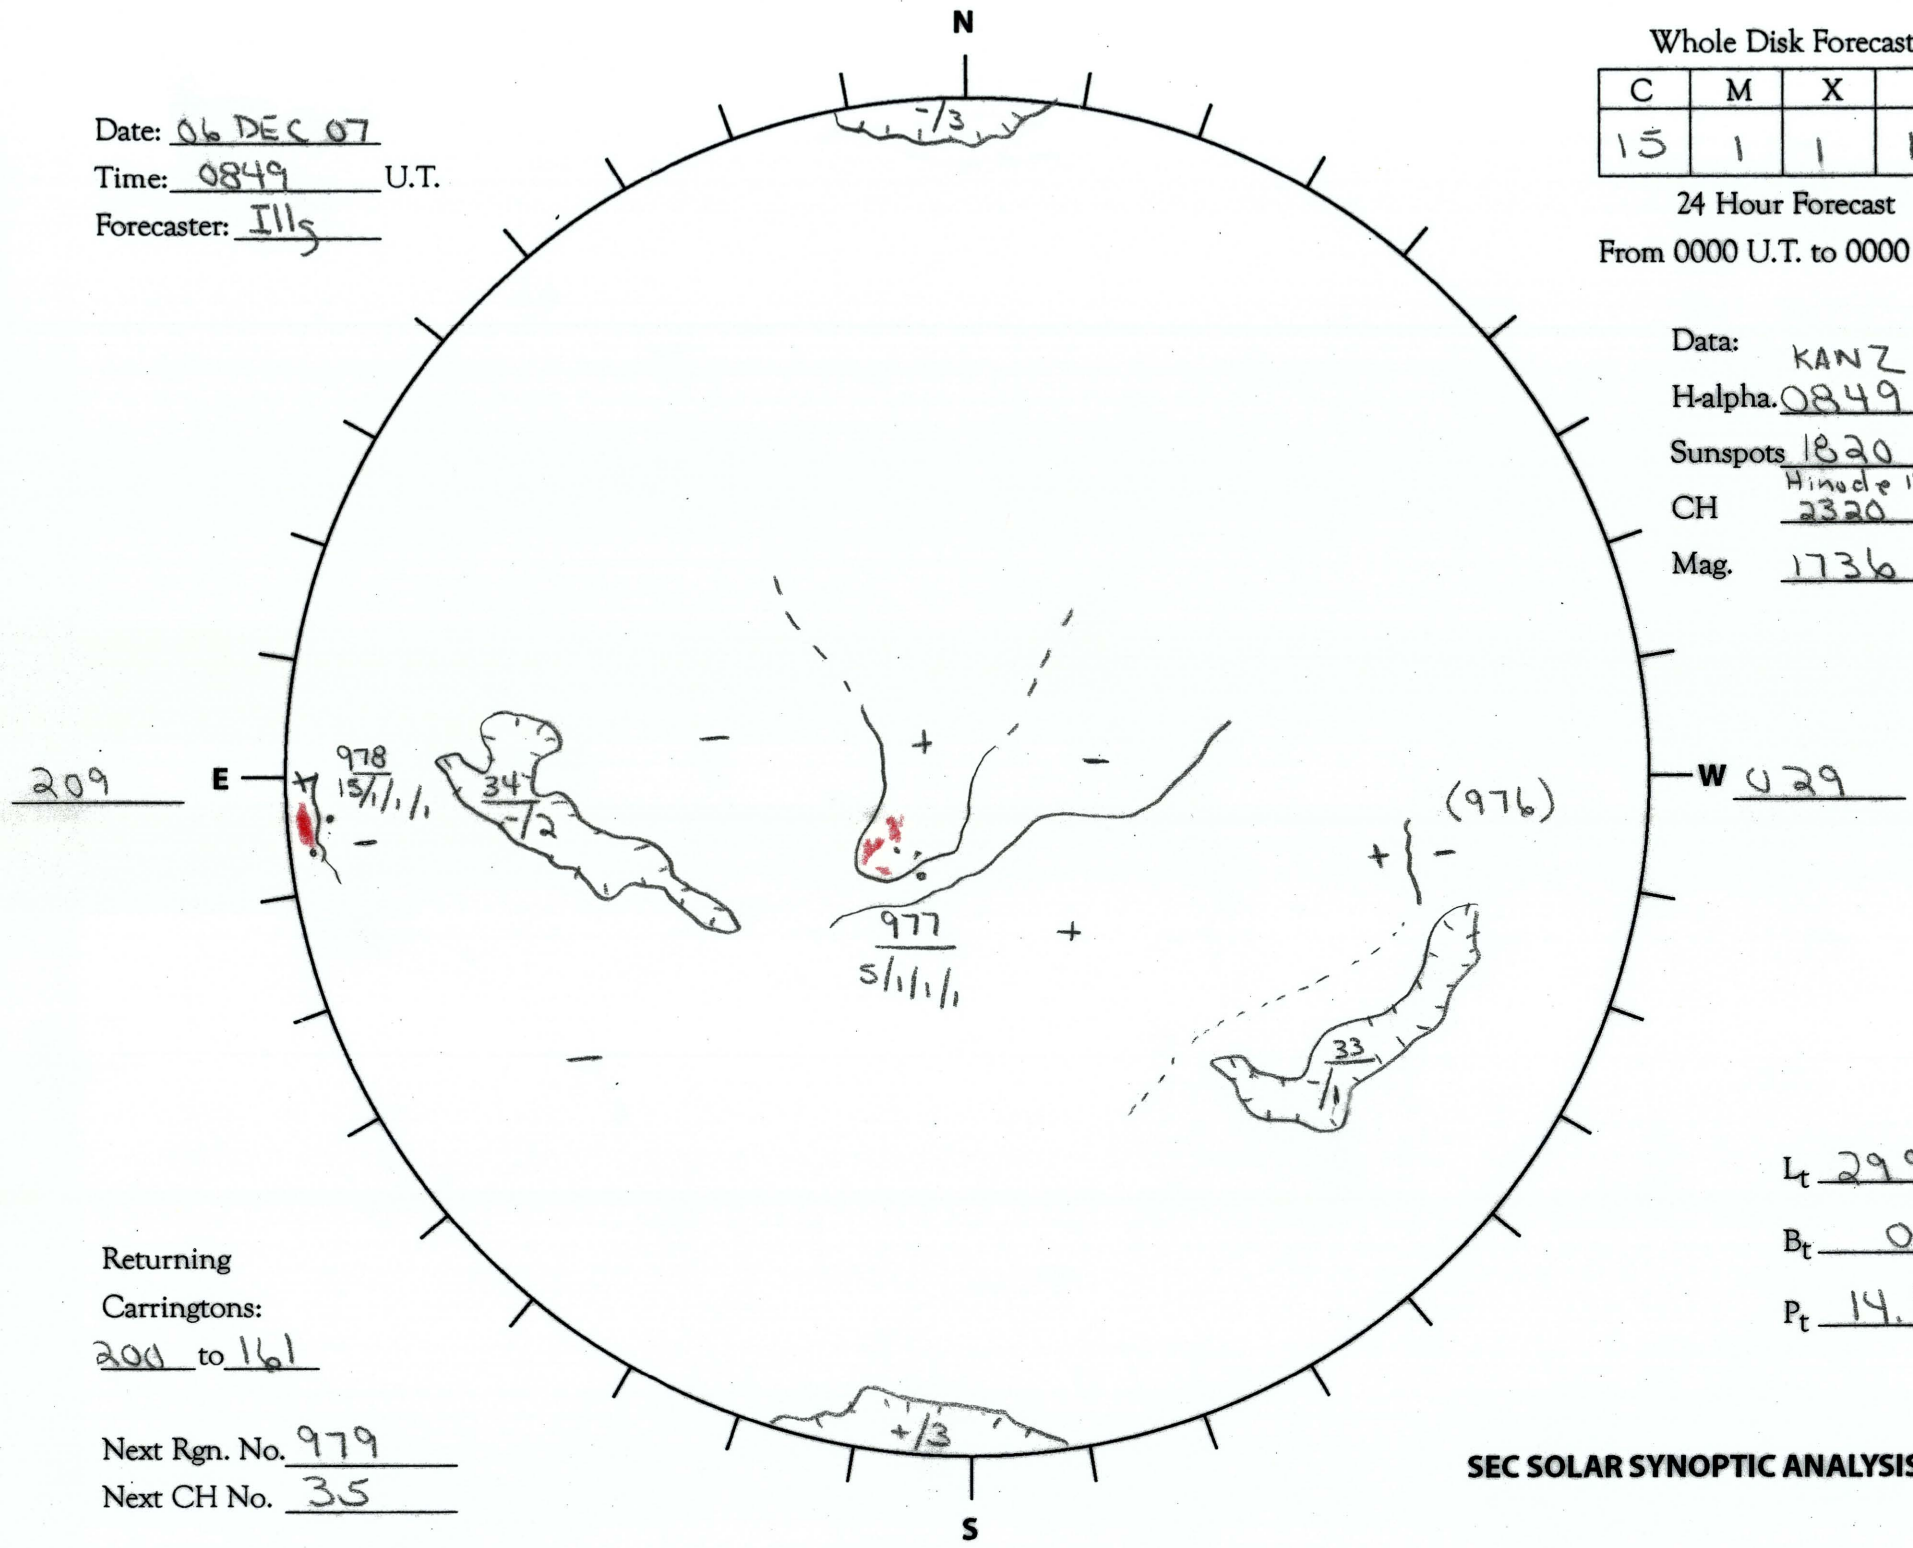 N
Whole Disk Forecast
C M X
15 1 1 1
24 Hour Forecast
From 0000 U.T. to 0000
Date: 06 DEC 07
Time: 0849 U.T.
Forecaster: Illg
-/3
Data:
KANZ
H-alpha. 0849
Sunspots 1820
Hinode
CH 2320
Mag. 1736
209
E
978
15/1/1/1
34
-/2
+
-
+
-
-
W
029
(976)
+ -
977
5/1/1/1
+
-
33
-/1
Lt 29
Bt 0
Pt 14.
Returning
Carringtons:
200 to 161
+/3
Next Rgn. No. 979
Next CH No. 35
SEC SOLAR SYNOPTIC ANALYSIS
S